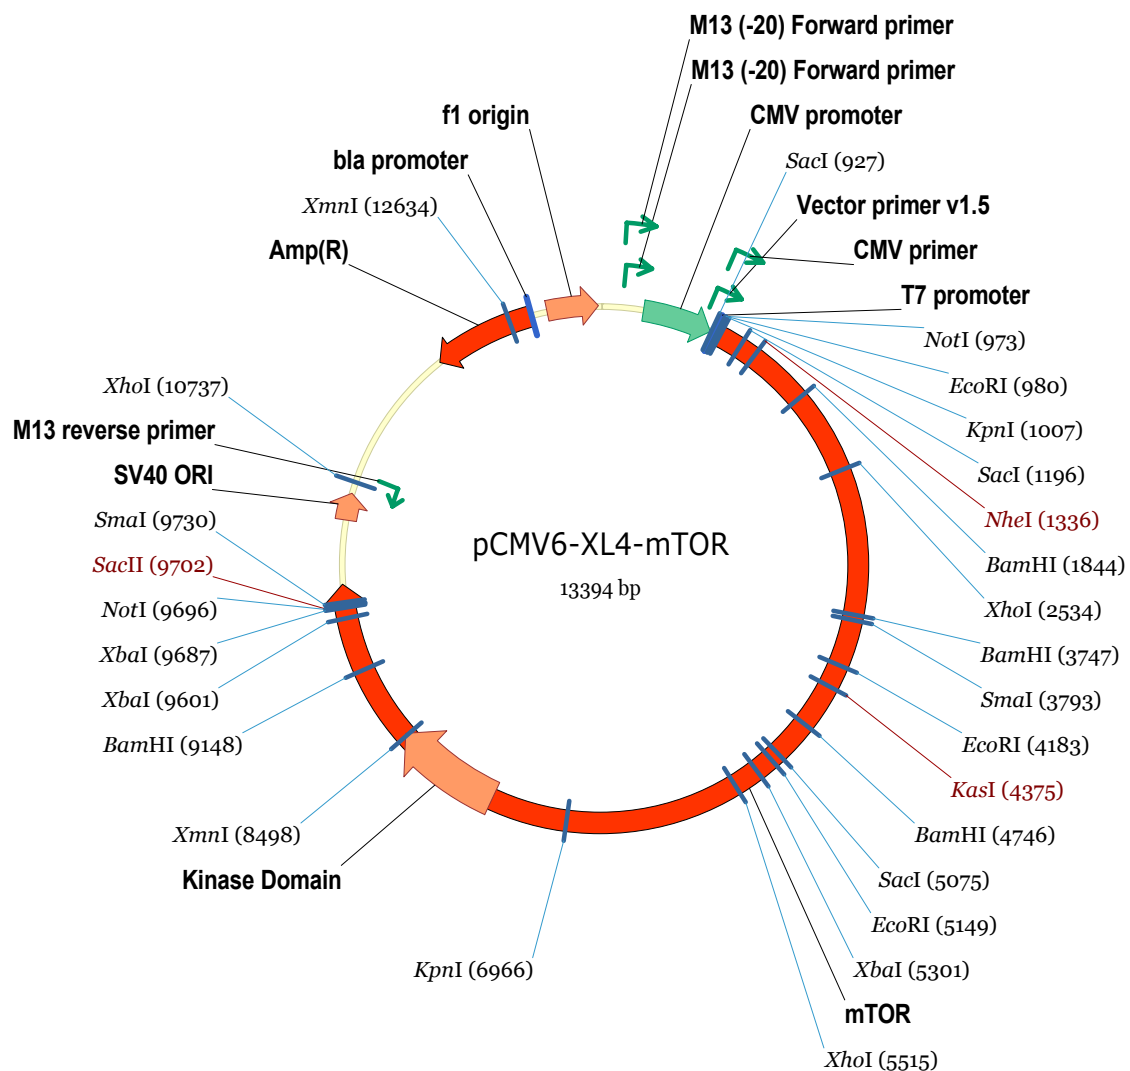 M13 (-20) Forward primer
M13 (-20) Forward primer
f1 origin
CMV promoter
bla promoter
SacI (927)
XmnI (12634)
Vector primer v1.5
Amp(R)
CMV primer
T7 promoter
NotI (973)
XhoI (10737)
EcoRI (980)
M13 reverse primer
KpnI (1007)
SV40 ORI
SacI (1196)
SmaI (9730)
NheI (1336)
pCMV6-XL4-mTOR
SacII (9702)
BamHI (1844)
13394 bp
NotI (9696)
XhoI (2534)
XbaI (9687)
BamHI (3747)
XbaI (9601)
SmaI (3793)
BamHI (9148)
EcoRI (4183)
KasI (4375)
XmnI (8498)
BamHI (4746)
Kinase Domain
SacI (5075)
EcoRI (5149)
KpnI (6966)
XbaI (5301)
mTOR
XhoI (5515)